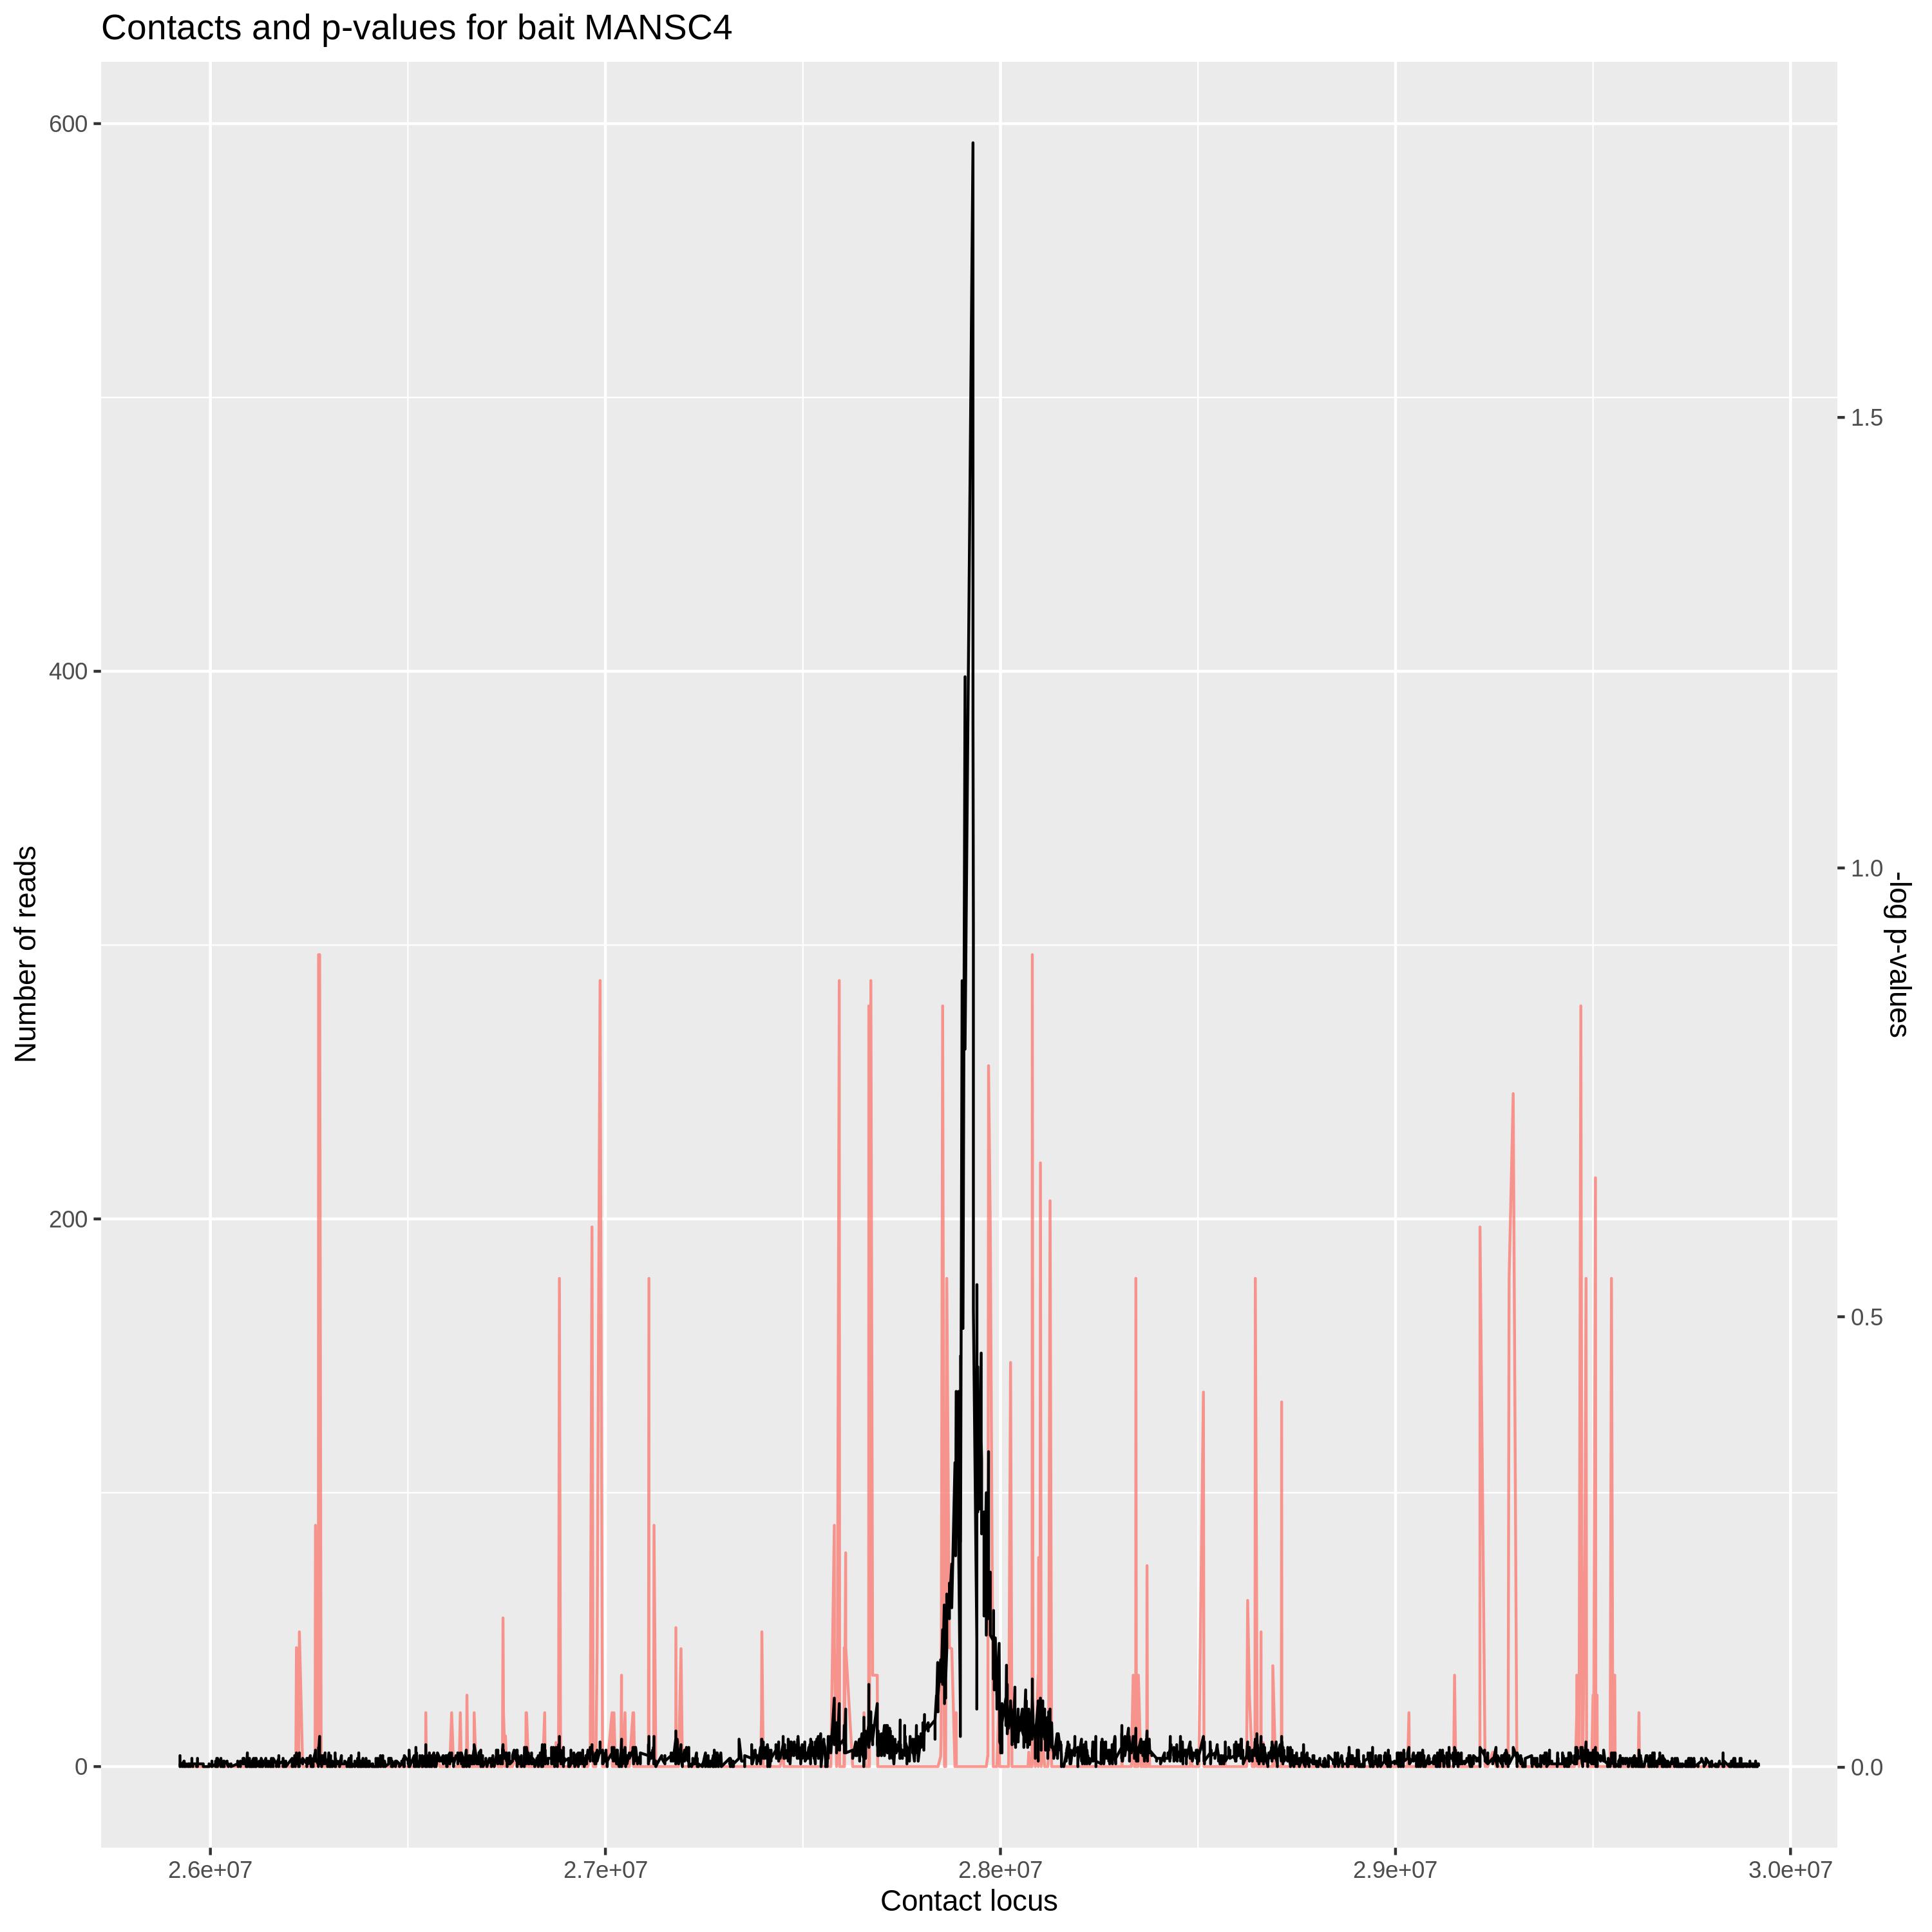 Contacts and p-values for bait MANSC4
600
400
200
0
Number of reads
1.5
1.0
0.5
0.0
-log p-values
2.6e+07
2.7e+07
2.8e+07
2.9e+07
3.0e+07
Contact locus